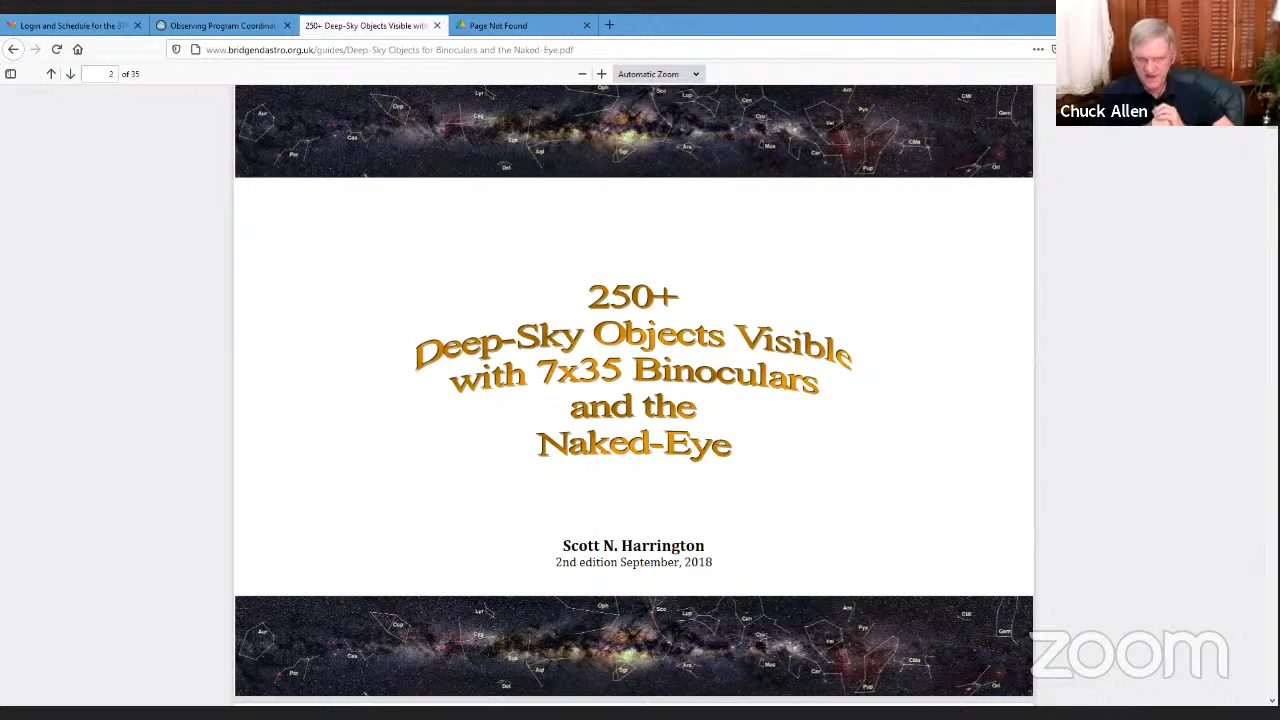 Login and Schedule for the 37
Observing Program Coordinat
250+ Deep-Sky Objects Visible with
Page Not Found
www.bridgendastro.org.uk/guides/Deep-Sky Objects for Binoculars and the Naked-Eye.pdf
2 of 35
Automatic Zoom
Chuck Allen
250+
Deep-Sky Objects Visible
with 7x35 Binoculars
and the
Naked-Eye
Scott N. Harrington
2nd edition September, 2018
zoom